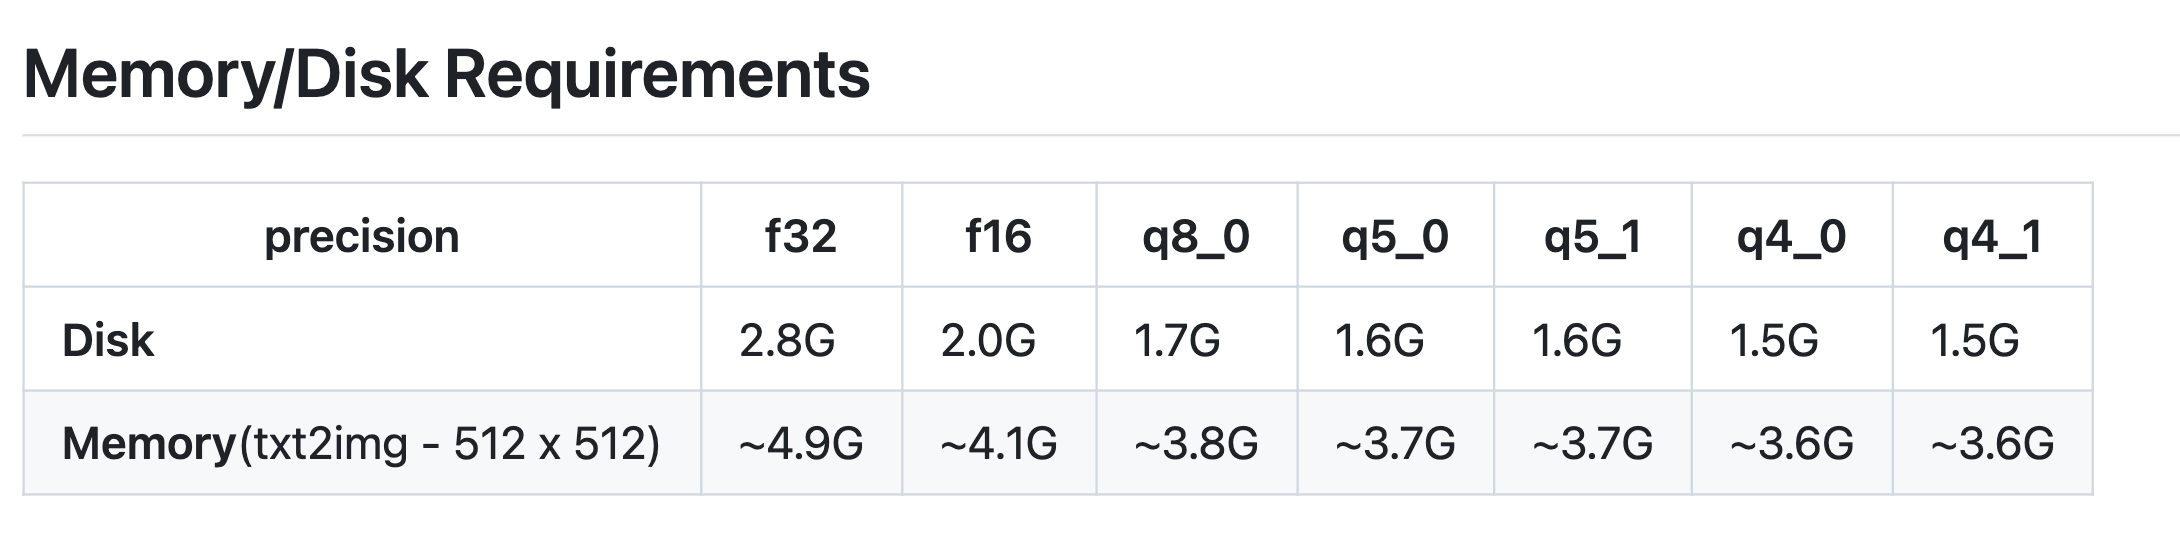 Memory/Disk Requirements
precision f32 f16 q8_0 q5_0 q5_1 q4_0 q4_1
Disk 2.8G 2.0G 1.7G 1.6G 1.6G 1.5G 1.5G
Memory(txt2img - 512 x 512) ~4.9G ~4.1G ~3.8G ~3.7G ~3.7G ~3.6G ~3.6G